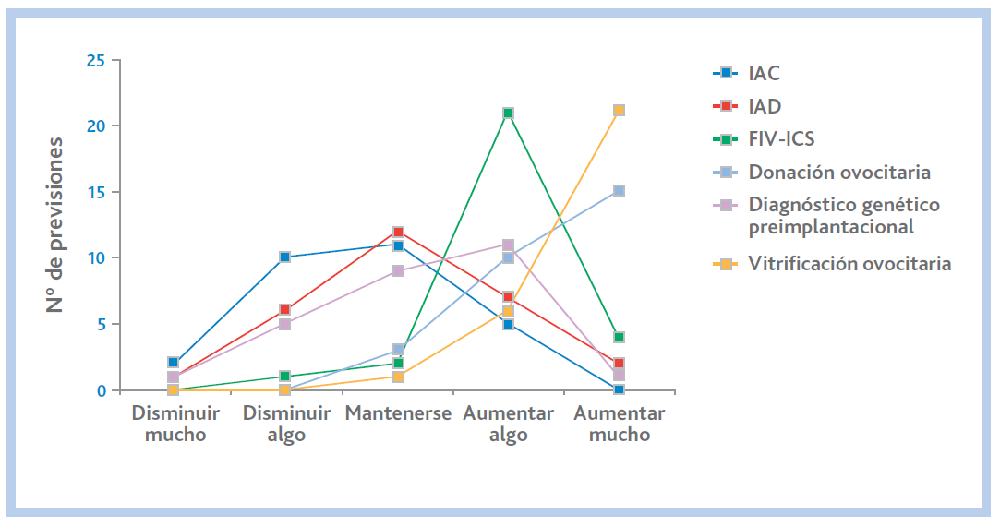 Nº de previsiones
25
20
15
10
5
0
Disminuir
mucho
Disminuir
algo
Mantenerse
Aumentar
algo
Aumentar
mucho
IAC
IAD
FIV-ICS
Donación ovocitaria
Diagnóstico genético
preimplantacional
Vitrificación ovocitaria